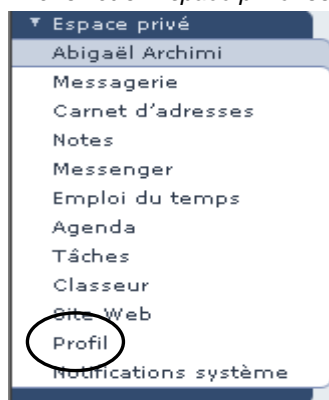 ▼ Espace privé
Abigaël Archimi
Messagerie
Carnet d'adresses
Notes
Messenger
Emploi du temps
Agenda
Tâches
Classeur
Site Web
Profil
Notifications système